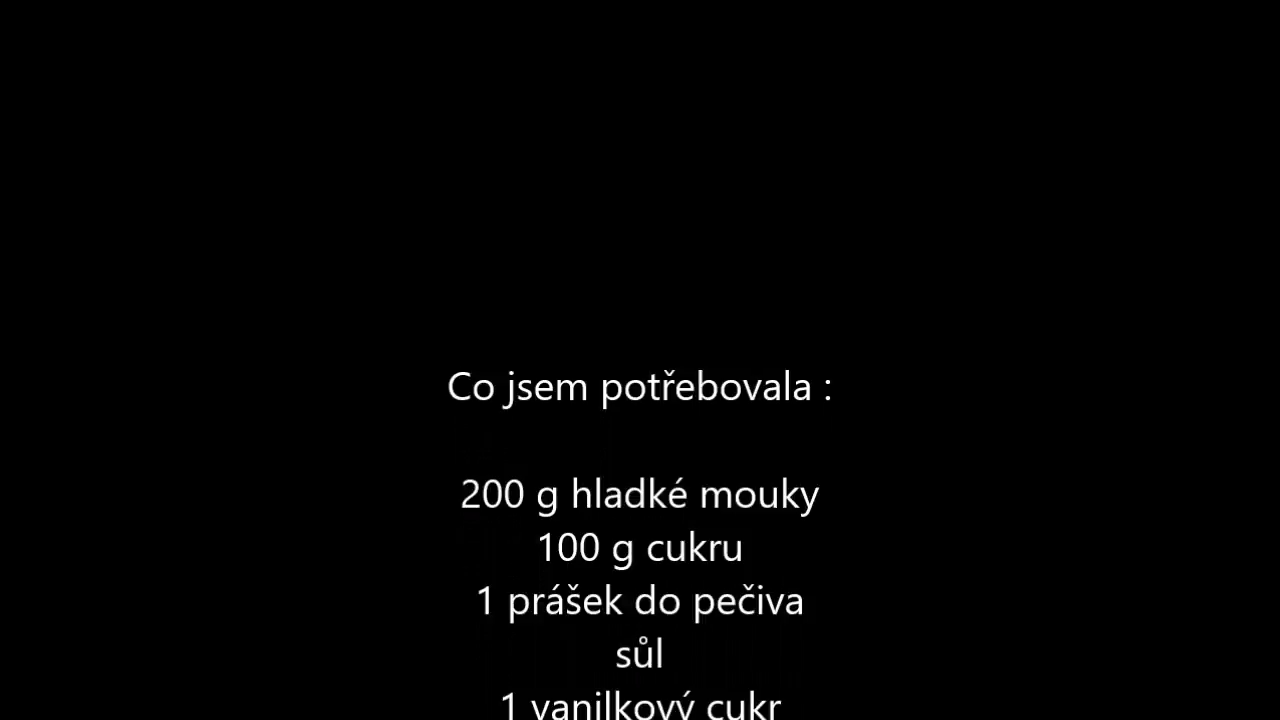 Co jsem potřebovala :
200 g hladké mouky
100 g cukru
1 prášek do pečiva
sůl
1 vanilkový cukr